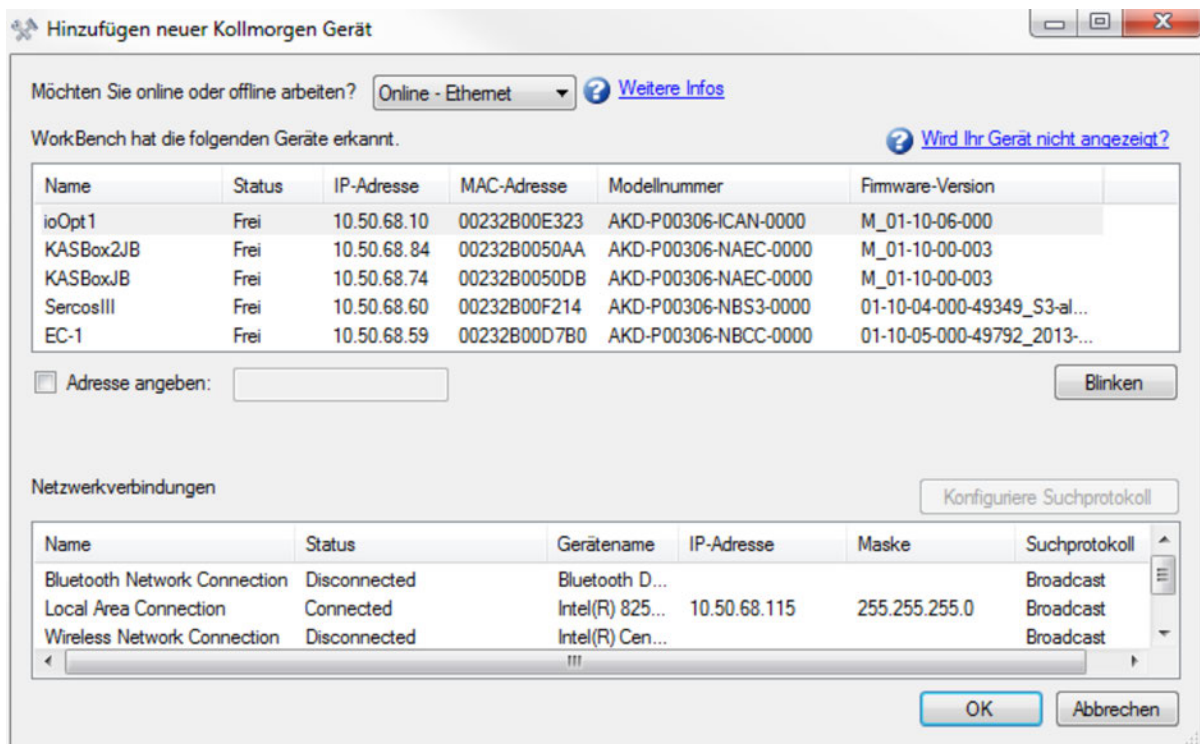 Hinzufügen neuer Kollmorgen Gerät
Möchten Sie online oder offline arbeiten? Online - Ethernet Weitere Infos
WorkBench hat die folgenden Geräte erkannt. Wird Ihr Gerät nicht angezeigt?
Name Status IP-Adresse MAC-Adresse Modellnummer Firmware-Version
ioOpt1 Frei 10.50.68.10 00232B00E323 AKD-P00306-ICAN-0000 M_01-10-06-000
KASBox2JB Frei 10.50.68.84 00232B0050AA AKD-P00306-NAEC-0000 M_01-10-00-003
KASBoxJB Frei 10.50.68.74 00232B0050DB AKD-P00306-NAEC-0000 M_01-10-00-003
SercosIII Frei 10.50.68.60 00232B00F214 AKD-P00306-NBS3-0000 01-10-04-000-49349_S3-al...
EC-1 Frei 10.50.68.59 00232B00D7B0 AKD-P00306-NBCC-0000 01-10-05-000-49792_2013-...
Adresse angeben: Blinken
Netzwerkverbindungen Konfiguriere Suchprotokoll
Name Status Gerätename IP-Adresse Maske Suchprotokoll
Bluetooth Network Connection Disconnected Bluetooth D... Broadcast
Local Area Connection Connected Intel(R) 825... 10.50.68.115 255.255.255.0 Broadcast
Wireless Network Connection Disconnected Intel(R) Cen... Broadcast
OK Abbrechen